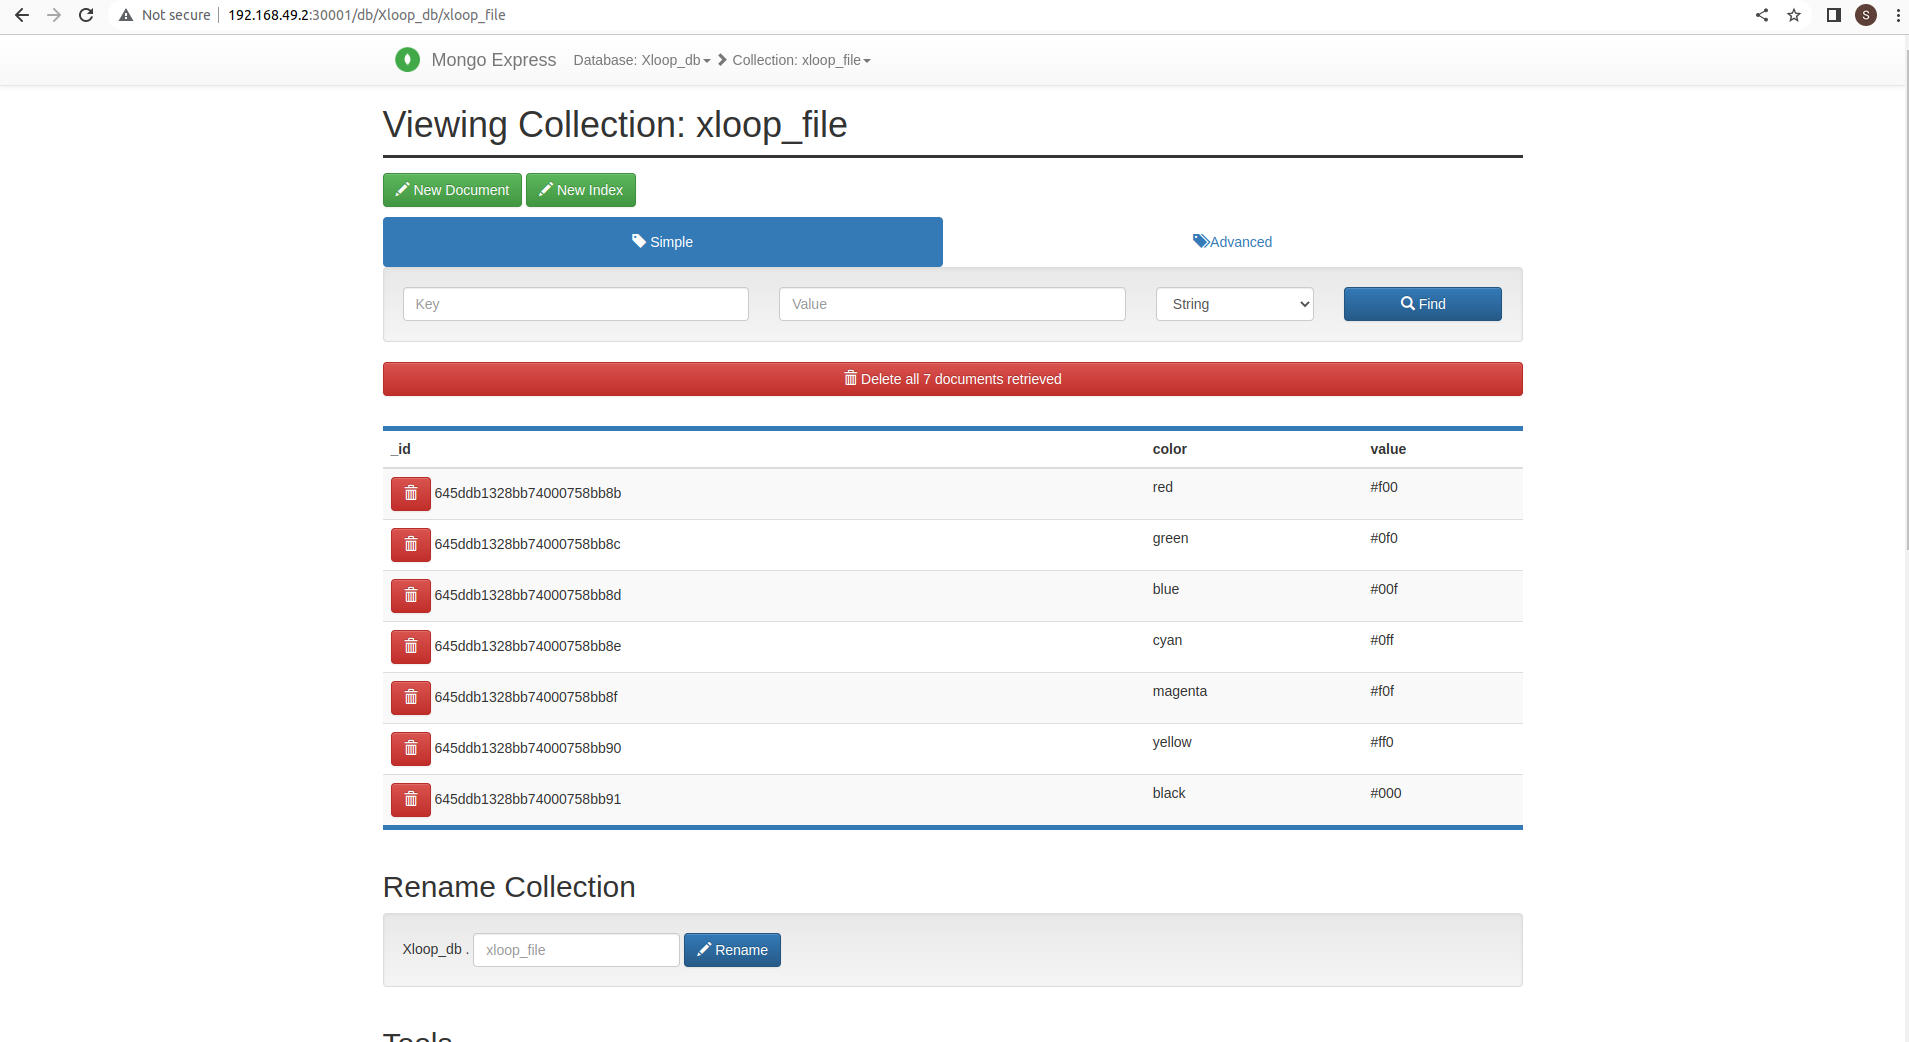 Not secure 192.168.49.2:30001/db/Xloop_db/xloop_file S
Mongo Express Database: Xloop_db Collection: xloop_file
Viewing Collection: xloop_file
New Document New Index
Simple Advanced
Key Value String Find
Delete all 7 documents retrieved
_id color value
645ddb1328bb74000758bb8b red #f00
645ddb1328bb74000758bb8c green #0f0
645ddb1328bb74000758bb8d blue #00f
645ddb1328bb74000758bb8e cyan #0ff
645ddb1328bb74000758bb8f magenta #f0f
645ddb1328bb74000758bb90 yellow #ff0
645ddb1328bb74000758bb91 black #000
Rename Collection
Xloop_db . xloop_file Rename
Tools